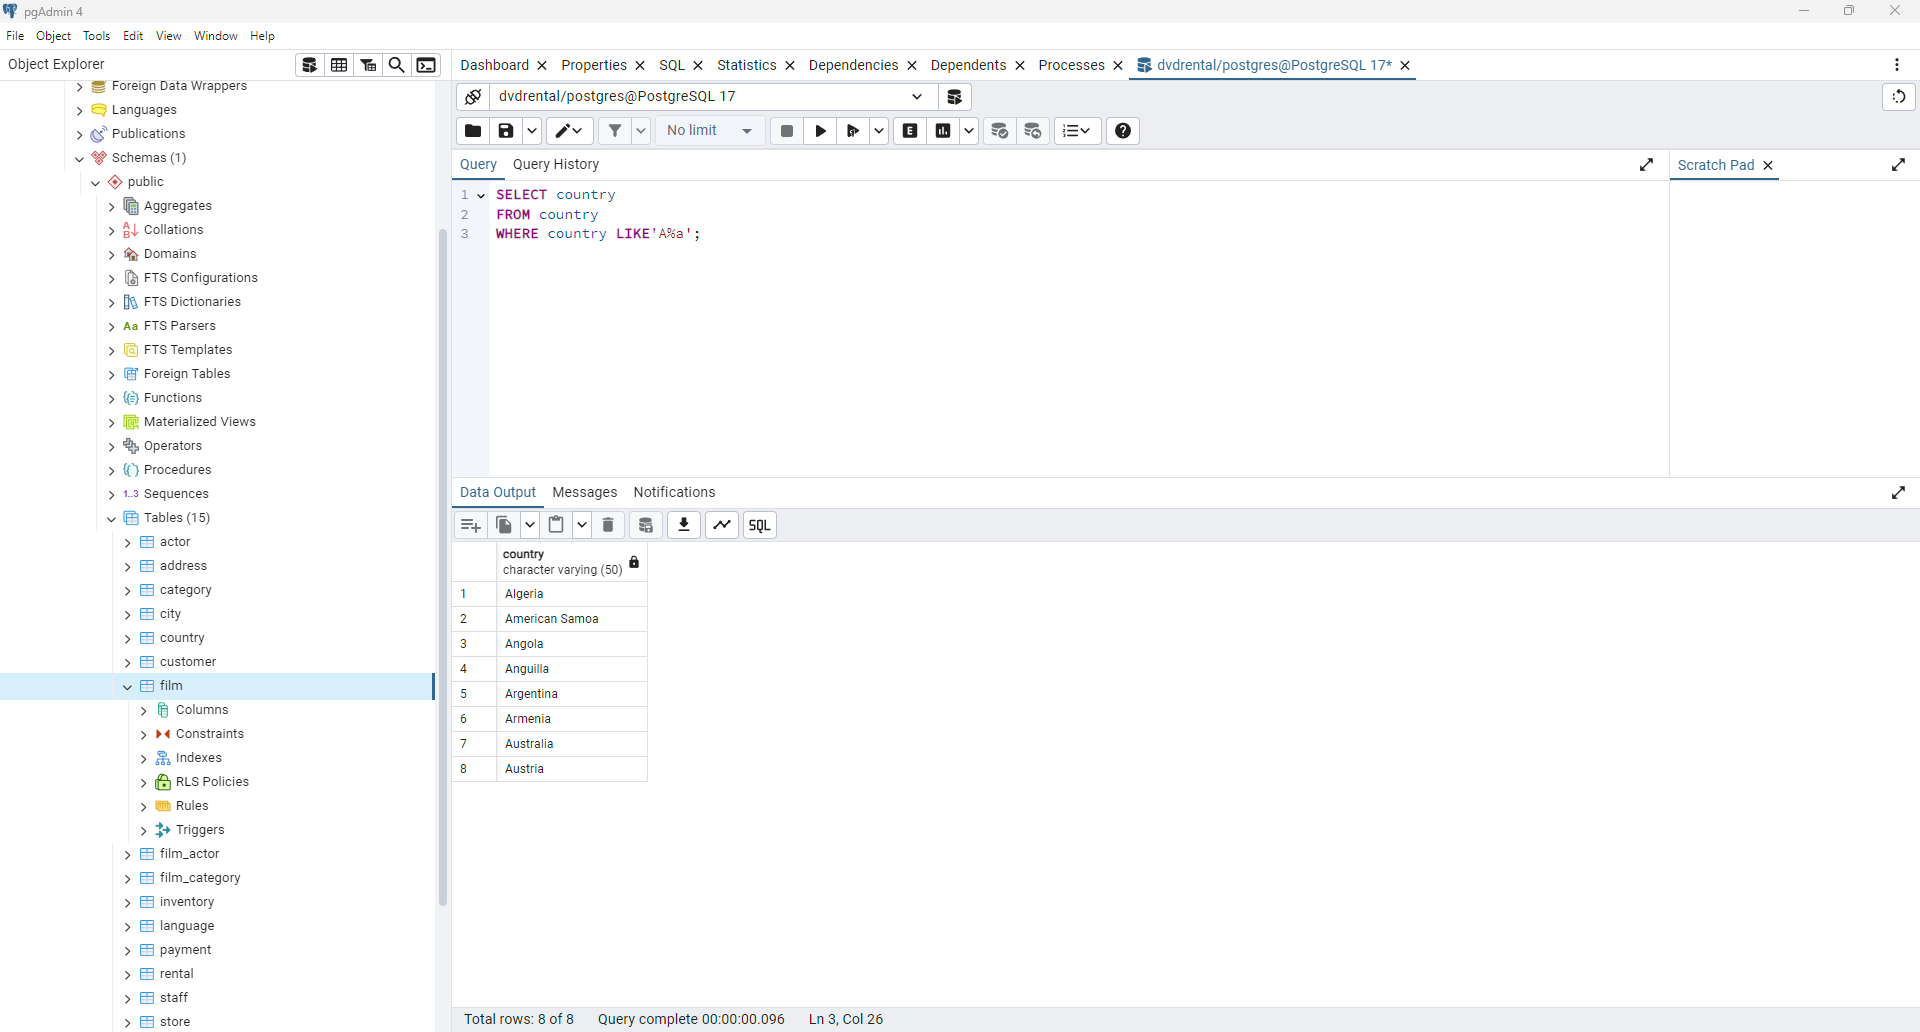 pgAdmin 4
File Object Tools Edit View Window Help
Object Explorer
Foreign Data Wrappers
Languages
Publications
Schemas (1)
public
Aggregates
Collations
Domains
FTS Configurations
FTS Dictionaries
Aa FTS Parsers
FTS Templates
Foreign Tables
Functions
Materialized Views
Operators
Procedures
1..3 Sequences
Tables (15)
actor
address
category
city
country
customer
film
Columns
Constraints
Indexes
RLS Policies
Rules
Triggers
film_actor
film_category
inventory
language
payment
rental
staff
store
Dashboard Properties SQL Statistics Dependencies Dependents Processes dvdrental/postgres@PostgreSQL 17*
dvdrental/postgres@PostgreSQL 17
No limit E
Query Query History
Scratch Pad
1 SELECT country
2 FROM country
3 WHERE country LIKE'A%a';
Data Output Messages Notifications
SQL
country
character varying (50)
1 Algeria
2 American Samoa
3 Angola
4 Anguilla
5 Argentina
6 Armenia
7 Australia
8 Austria
Total rows: 8 of 8 Query complete 00:00:00.096 Ln 3, Col 26